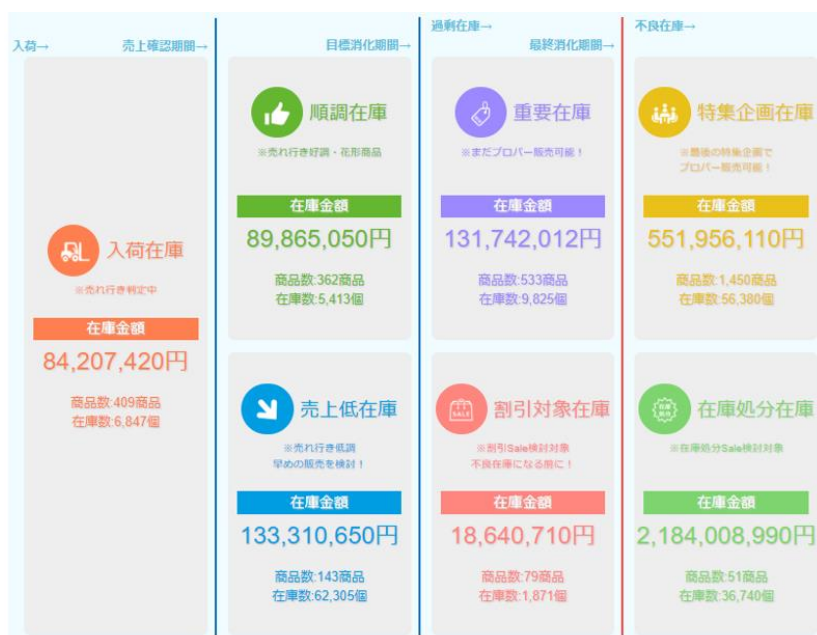 入荷→
売上確認期間→
目標消化期間→
過剰在庫→
最終消化期間→
不良在庫→
入荷在庫
※売れ行き判定中
在庫金額
84,207,420円
商品数:409商品
在庫数:6,847個
順調在庫
※売れ行き好調・花形商品
在庫金額
89,865,050円
商品数:362商品
在庫数:5,413個
売上低在庫
※売れ行き低調
早めの販売を検討！
在庫金額
133,310,650円
商品数:143商品
在庫数:62,305個
重要在庫
※まだプロパー販売可能！
在庫金額
131,742,012円
商品数:533商品
在庫数:9,825個
SALE
割引対象在庫
※割引Sale検討対象
不良在庫になる前に！
在庫金額
18,640,710円
商品数:79商品
在庫数:1,871個
特集企画在庫
※最後の特集企画で
プロパー販売可能！
在庫金額
551,956,110円
商品数:1,450商品
在庫数:56,380個
在庫
処分
在庫処分在庫
※在庫処分Sale検討対象
在庫金額
2,184,008,990円
商品数:51商品
在庫数:36,740個